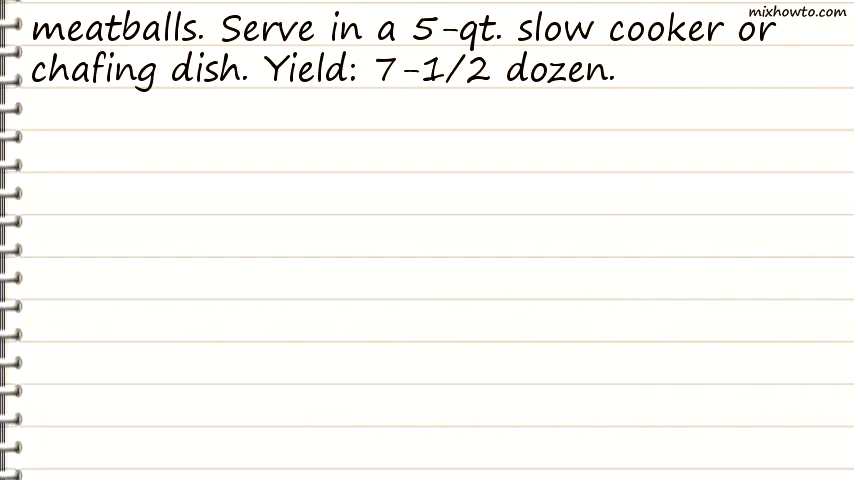 mixhowto.com
meatballs. Serve in a 5-qt. slow cooker or
chafing dish. Yield: 7-1/2 dozen.